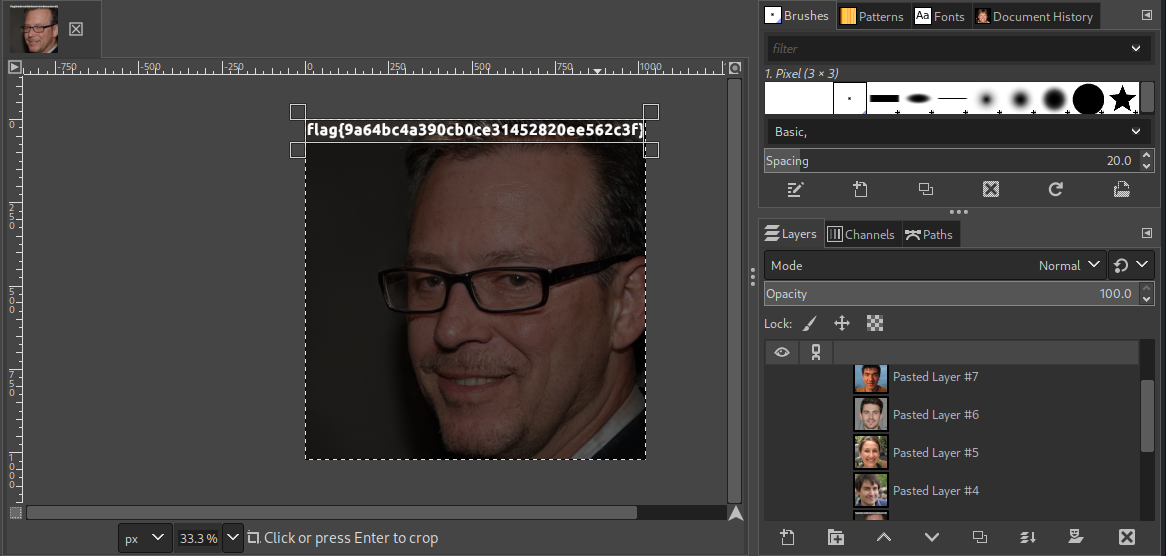 Brushes Patterns Fonts Document History
filter
1. Pixel (3 × 3)
Basic,
Spacing 20.0
Layers Channels Paths
Mode Normal
Opacity 100.0
Lock:
Pasted Layer #7
Pasted Layer #6
Pasted Layer #5
Pasted Layer #4
-750 -500 -250 0 250 500 750 1000
0
250
500
750
100
flag{9a64bc4a390cb0ce31452820ee562c3f}
px 33.3 % Click or press Enter to crop